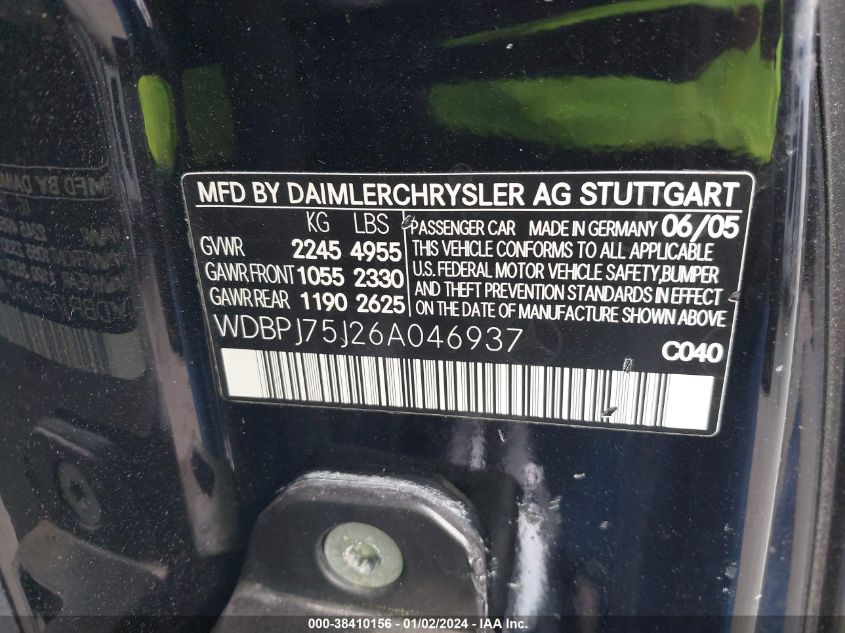 MFD BY DAIMLERCHRYSLER AG STUTTGART
KG LBS
GVWR 2245 4955
GAWR FRONT 1055 2330
GAWR REAR 1190 2625
PASSENGER CAR MADE IN GERMANY 06/05
THIS VEHICLE CONFORMS TO ALL APPLICABLE
U.S. FEDERAL MOTOR VEHICLE SAFETY, BUMPER
AND THEFT PREVENTION STANDARDS IN EFFECT
ON THE DATE OF MANUFACTURE SHOWN ABOVE
WDBPJ75J26A046937
C040
000-38410156 - 01/02/2024 - IAAI.COM